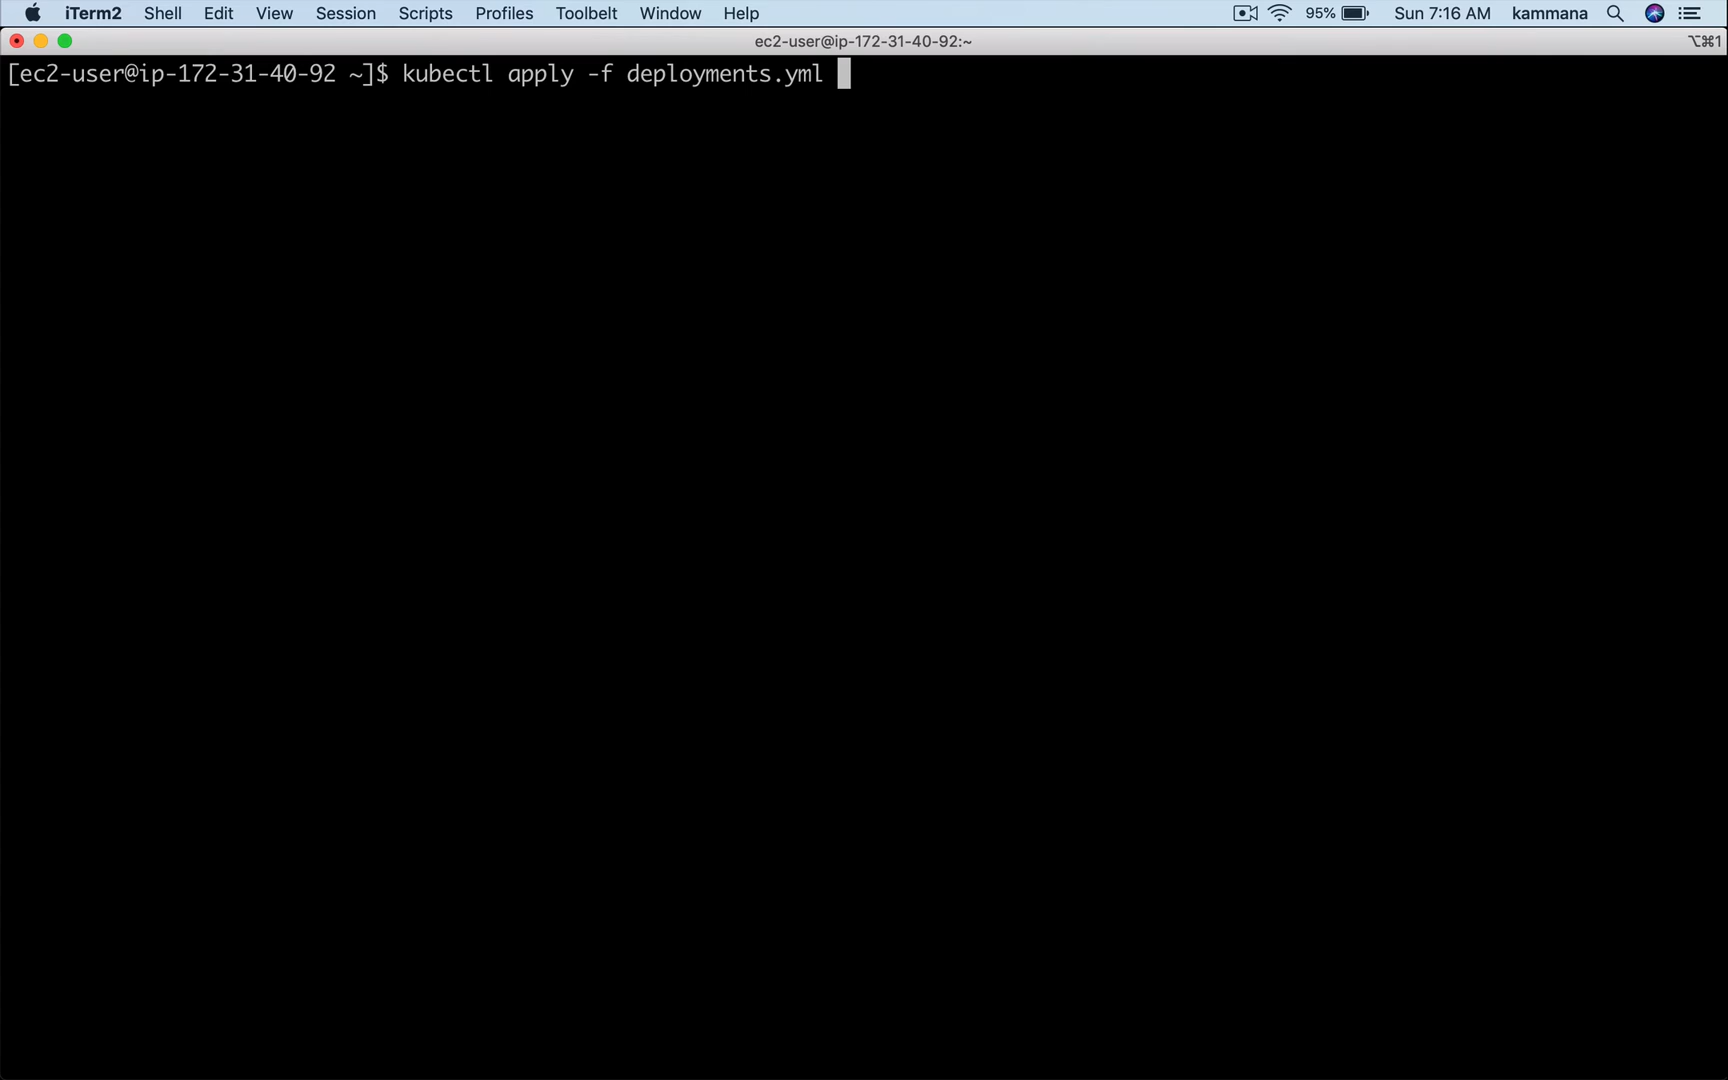 iTerm2 Shell Edit View Session Scripts Profiles Toolbelt Window Help 95% Sun 7:16 AM kammana
ec2-user@ip-172-31-40-92:~ ⌥⌘1
[ec2-user@ip-172-31-40-92 ~]$ kubectl apply -f deployments.yml